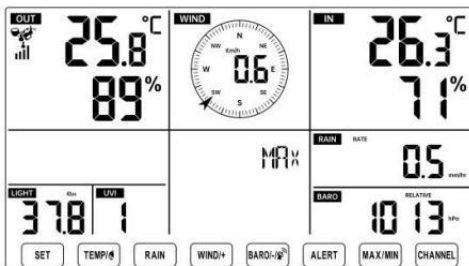 OUT
25.8 °C
89%
WIND
N
NW NE
Km/h
W 0.6 E
SW SE
S
IN
26.3 °C
71%
MAX
RAIN RATE
0.5 mm/hr
LIGHT Klux
37.8
UVI
1
BARO RELATIVE
1013 hPa
SET TEMP/ RAIN WIND/+ BARO/-/ ALERT MAX/MIN CHANNEL